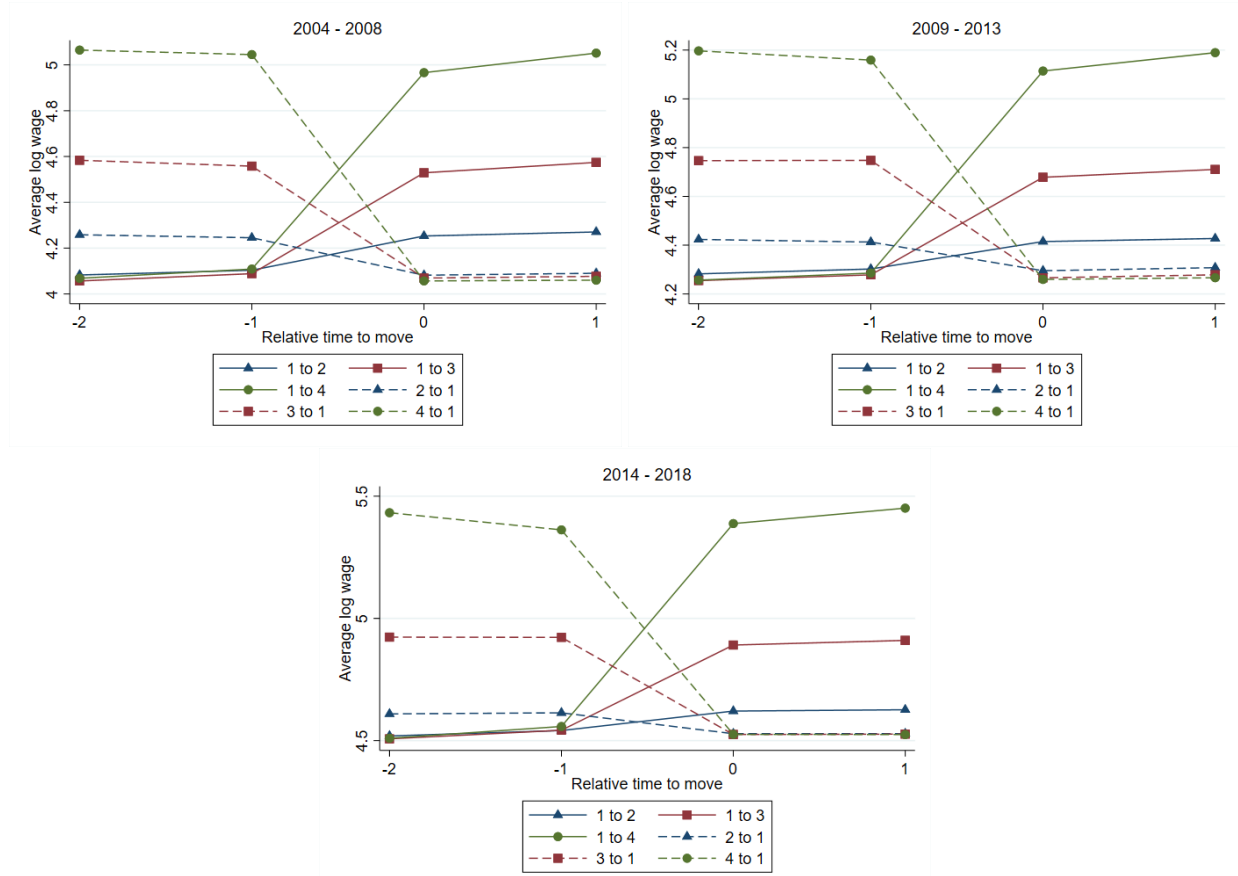 2004 - 2008
Average log wage
5
4.8
4.6
4.4
4.2
4
-2 -1 0 1
Relative time to move
1 to 2 1 to 3
1 to 4 2 to 1
3 to 1 4 to 1
2009 - 2013
Average log wage
5.2
5
4.8
4.6
4.4
4.2
-2 -1 0 1
Relative time to move
1 to 2 1 to 3
1 to 4 2 to 1
3 to 1 4 to 1
2014 - 2018
Average log wage
5.5
5
4.5
-2 -1 0 1
Relative time to move
1 to 2 1 to 3
1 to 4 2 to 1
3 to 1 4 to 1